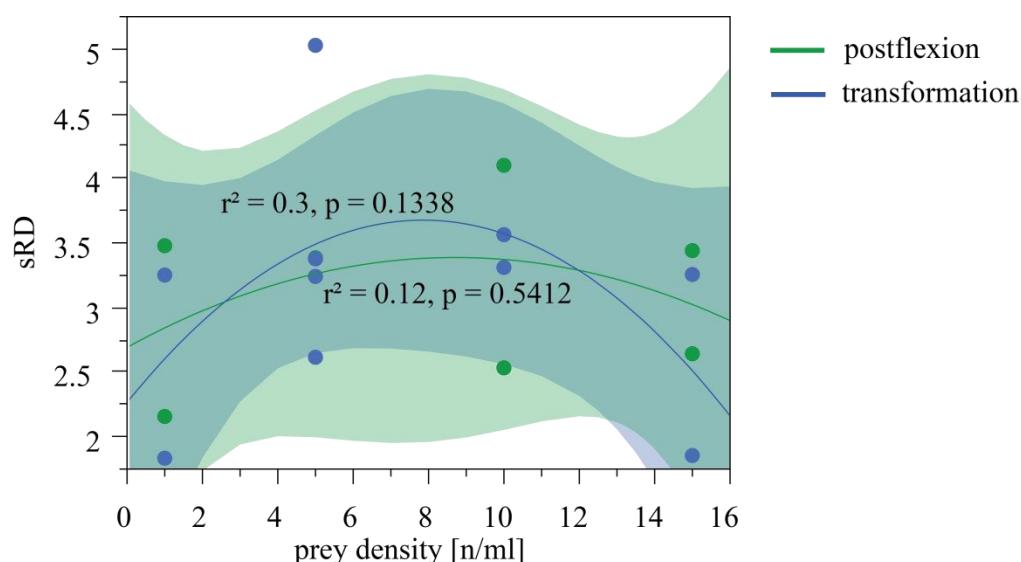 5
4.5
4
3.5
3
2.5
2
sRD
r² = 0.3, p = 0.1338
r² = 0.12, p = 0.5412
0 2 4 6 8 10 12 14 16
prey density [n/ml]
postflexion
transformation